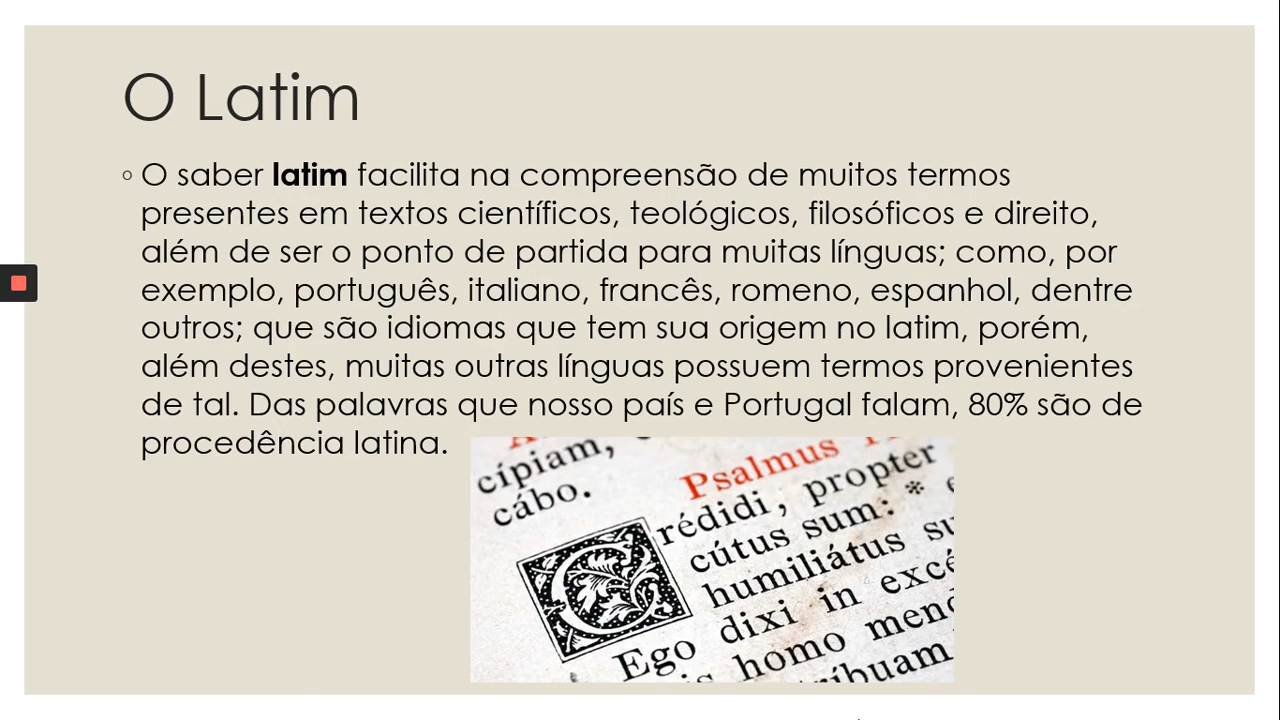 O Latim
◦ O saber latim facilita na compreensão de muitos termos
presentes em textos científicos, teológicos, filosóficos e direito,
além de ser o ponto de partida para muitas línguas; como, por
exemplo, português, italiano, francês, romeno, espanhol, dentre
outros; que são idiomas que tem sua origem no latim, porém,
além destes, muitas outras línguas possuem termos provenientes
de tal. Das palavras que nosso país e Portugal falam, 80% são de
procedência latina.
cípiam,
cábo.
Psalmus
Crédidi, propter
cútus sum: *
humiliátus
Ego dixi in
homo